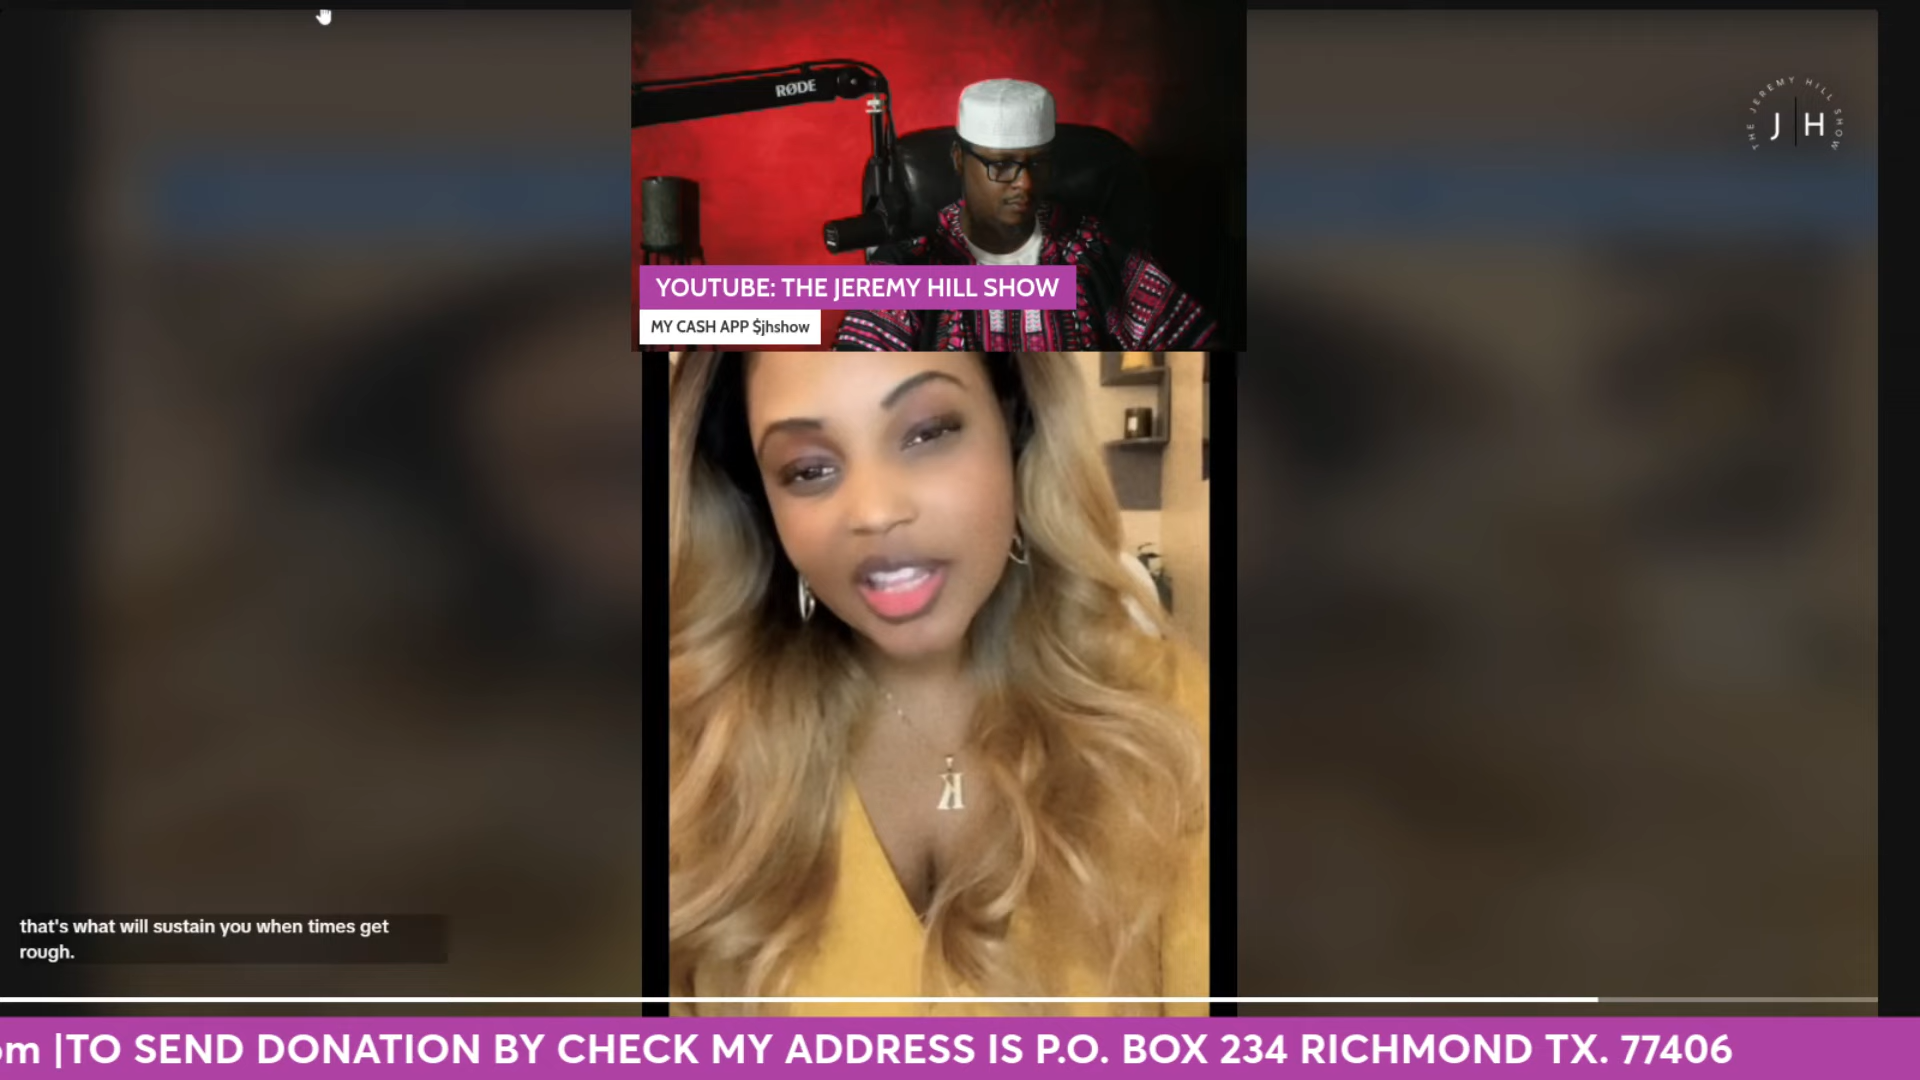 RØDE
THE JEREMY HILL SHOW
J|H
YOUTUBE: THE JEREMY HILL SHOW
MY CASH APP $jhshow
K
that's what will sustain you when times get
rough.
om |TO SEND DONATION BY CHECK MY ADDRESS IS P.O. BOX 234 RICHMOND TX. 77406